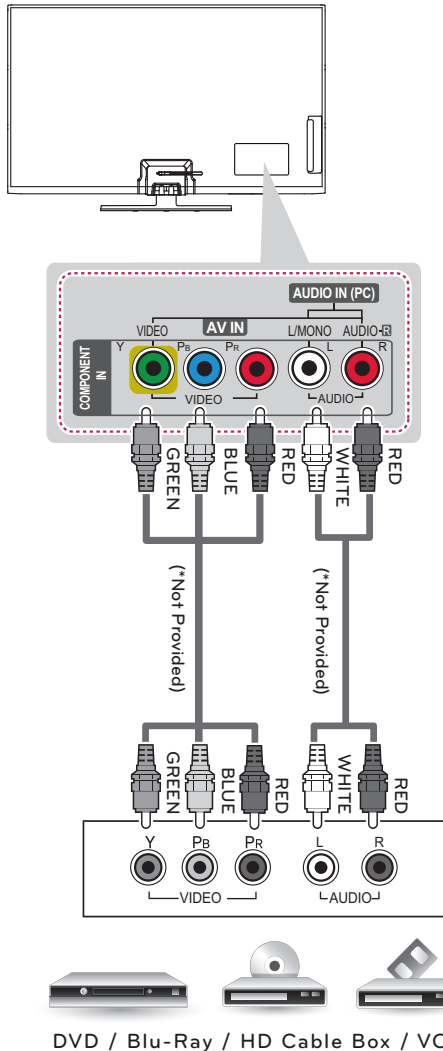 AUDIO IN (PC)
VIDEO AV IN L/MONO AUDIO-R
COMPONENT IN
Y PB PR L R
VIDEO AUDIO
GREEN BLUE RED WHITE RED
(*Not Provided) (*Not Provided)
GREEN BLUE RED WHITE RED
Y PB PR L R
VIDEO AUDIO
DVD / Blu-Ray / HD Cable Box / VC